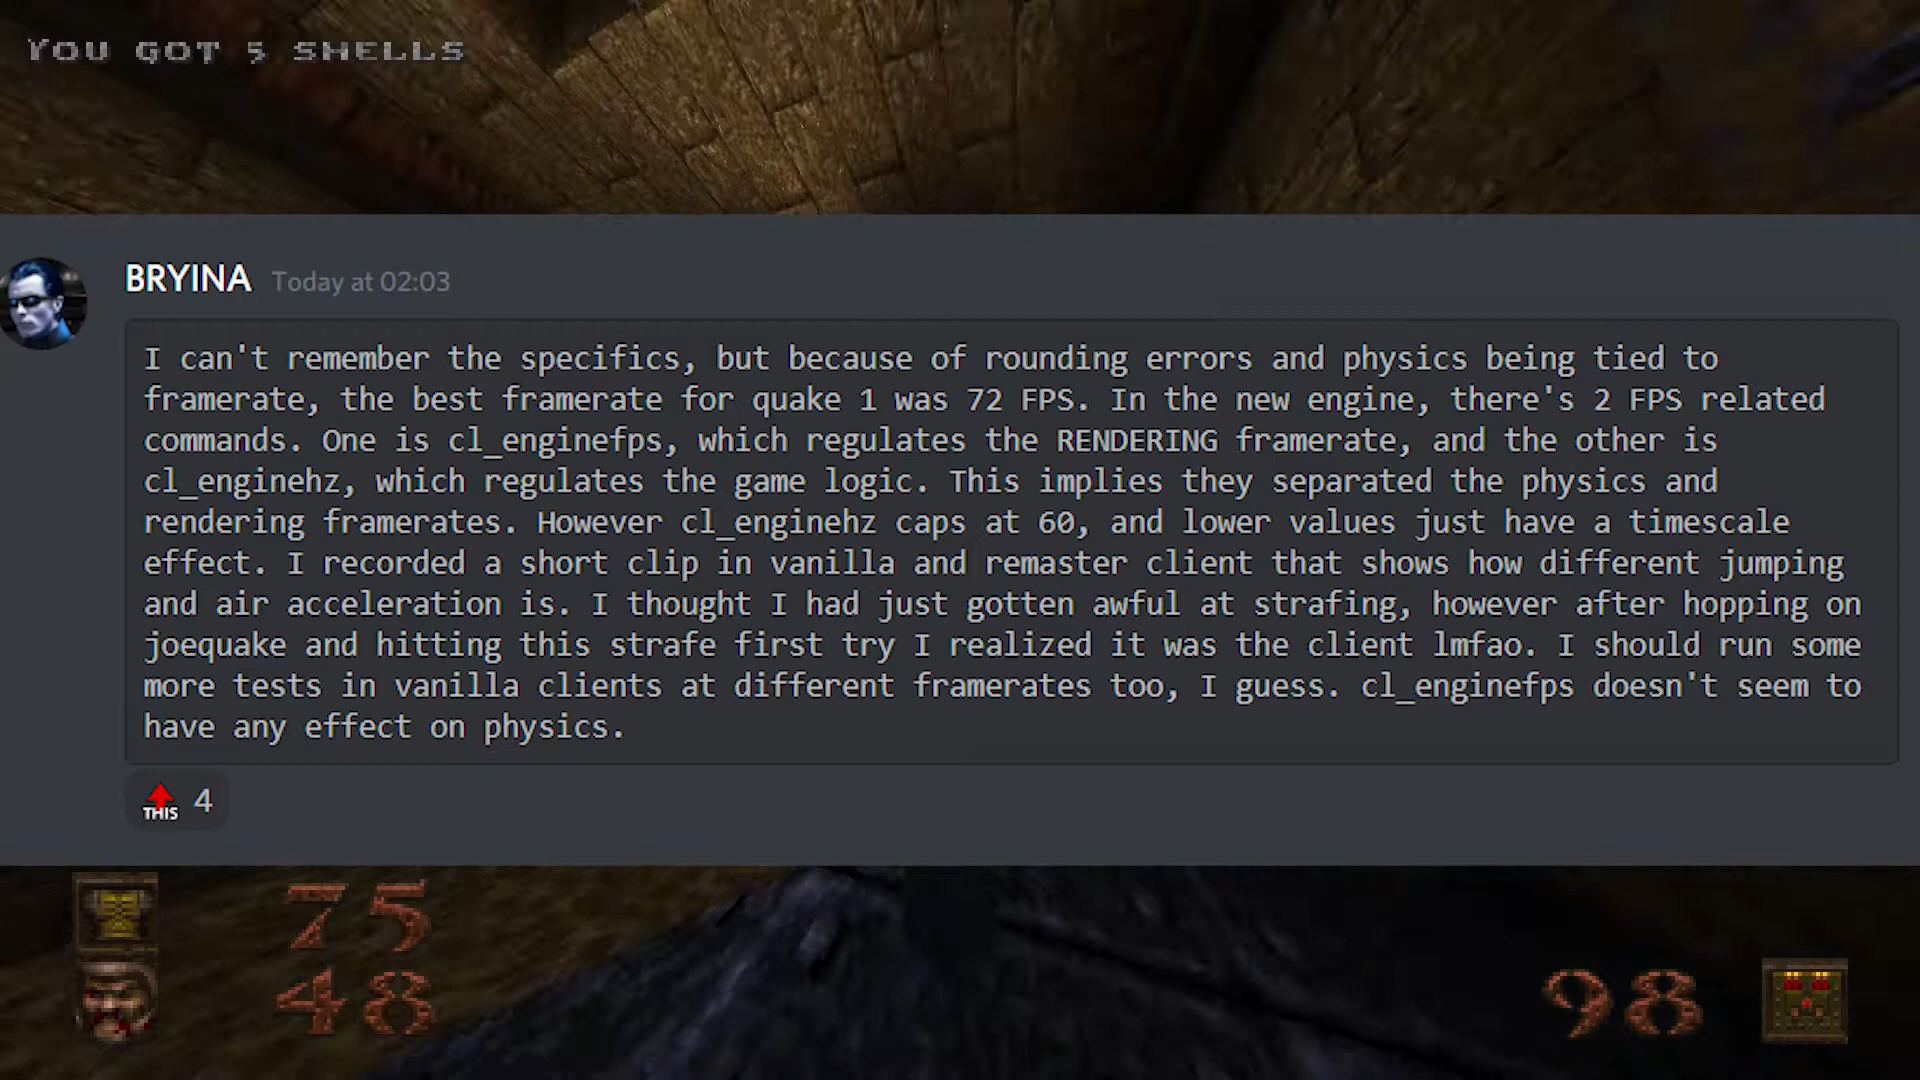 YOU GOT 5 SHELLS
BRYINA Today at 02:03
I can't remember the specifics, but because of rounding errors and physics being tied to
framerate, the best framerate for quake 1 was 72 FPS. In the new engine, there's 2 FPS related
commands. One is cl_enginefps, which regulates the RENDERING framerate, and the other is
cl_enginehz, which regulates the game logic. This implies they separated the physics and
rendering framerates. However cl_enginehz caps at 60, and lower values just have a timescale
effect. I recorded a short clip in vanilla and remaster client that shows how different jumping
and air acceleration is. I thought I had just gotten awful at strafing, however after hopping on
joequake and hitting this strafe first try I realized it was the client lmfao. I should run some
more tests in vanilla clients at different framerates too, I guess. cl_enginefps doesn't seem to
have any effect on physics.
THIS 4
75
48
98